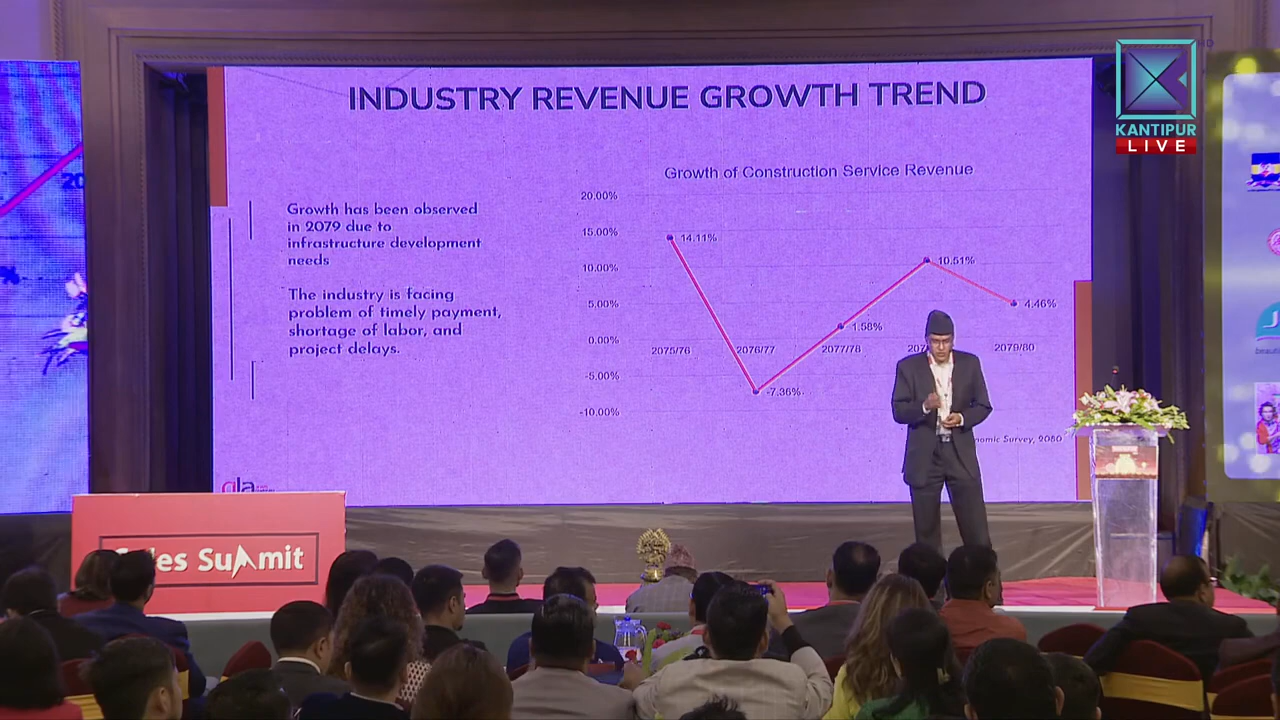 INDUSTRY REVENUE GROWTH TREND
KANTIPUR
LIVE
Growth of Construction Service Revenue
Growth has been observed
in 2079 due to
infrastructure development
needs
The industry is facing
problem of timely payment,
shortage of labor, and
project delays.
20.00%
15.00%
10.00%
5.00%
0.00%
-5.00%
-10.00%
14.11%
-7.36%
1.58%
10.51%
4.46%
2075/76
2076/77
2077/78
2079/80
Survey, 2080
gla
Summit